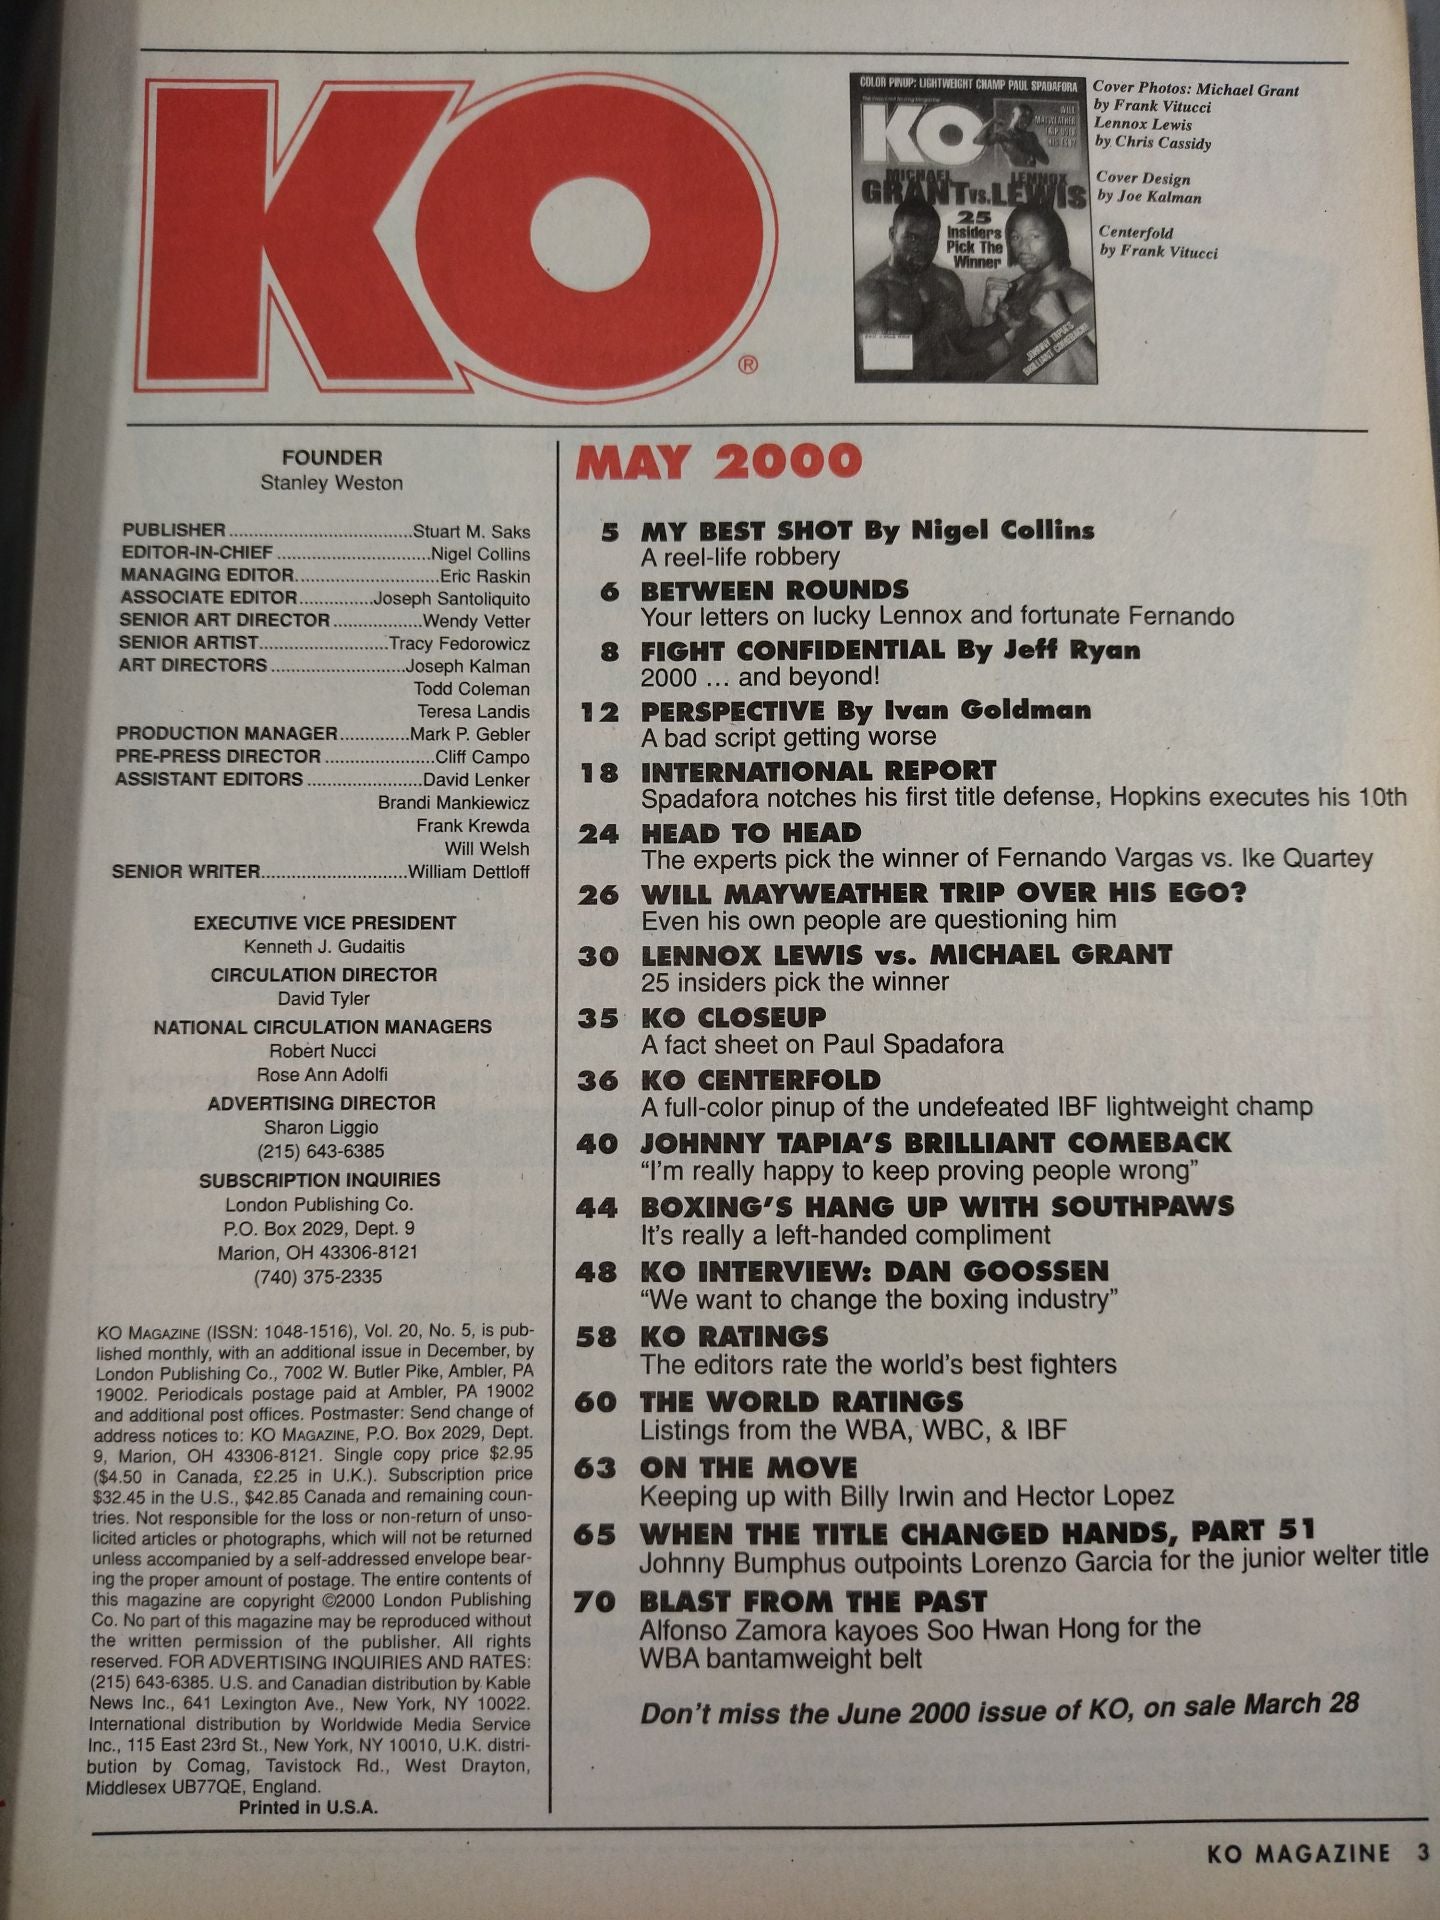 KO
®
COLOR PINUP: LIGHTWEIGHT CHAMP PAUL SPADAFORA
KO
WILL
MAYWEATHER
TRIP OVER
HIS EGO?
MICHAEL LENNOX
GRANT VS. LEWIS
25
Insiders
Pick The
Winner
JOHNNY TAPIA'S
BRILLIANT COMEBACK!
Cover Photos: Michael Grant
by Frank Vitucci
Lennox Lewis
by Chris Cassidy
Cover Design
by Joe Kalman
Centerfold
by Frank Vitucci
FOUNDER
Stanley Weston
PUBLISHER.................................Stuart M. Saks
EDITOR-IN-CHIEF............................Nigel Collins
MANAGING EDITOR..........................Eric Raskin
ASSOCIATE EDITOR..............Joseph Santoliquito
SENIOR ART DIRECTOR................Wendy Vetter
SENIOR ARTIST.......................Tracy Fedorowicz
ART DIRECTORS........................Joseph Kalman
Todd Coleman
Teresa Landis
PRODUCTION MANAGER.............Mark P. Gebler
PRE-PRESS DIRECTOR....................Cliff Campo
ASSISTANT EDITORS.....................David Lenker
Brandi Mankiewicz
Frank Krewda
Will Welsh
SENIOR WRITER...........................William Dettloff
EXECUTIVE VICE PRESIDENT
Kenneth J. Gudaitis
CIRCULATION DIRECTOR
David Tyler
NATIONAL CIRCULATION MANAGERS
Robert Nucci
Rose Ann Adolfi
ADVERTISING DIRECTOR
Sharon Liggio
(215) 643-6385
SUBSCRIPTION INQUIRIES
London Publishing Co.
P.O. Box 2029, Dept. 9
Marion, OH 43306-8121
(740) 375-2335
KO MAGAZINE (ISSN: 1048-1516), Vol. 20, No. 5, is pub-
lished monthly, with an additional issue in December, by
London Publishing Co., 7002 W. Butler Pike, Ambler, PA
19002. Periodicals postage paid at Ambler, PA 19002
and additional post offices. Postmaster: Send change of
address notices to: KO MAGAZINE, P.O. Box 2029, Dept.
9, Marion, OH 43306-8121. Single copy price $2.95
($4.50 in Canada, £2.25 in U.K.). Subscription price
$32.45 in the U.S., $42.85 Canada and remaining coun-
tries. Not responsible for the loss or non-return of unso-
licited articles or photographs, which will not be returned
unless accompanied by a self-addressed envelope bear-
ing the proper amount of postage. The entire contents of
this magazine are copyright ©2000 London Publishing
Co. No part of this magazine may be reproduced without
the written permission of the publisher. All rights
reserved. FOR ADVERTISING INQUIRIES AND RATES:
(215) 643-6385. U.S. and Canadian distribution by Kable
News Inc., 641 Lexington Ave., New York, NY 10022.
International distribution by Worldwide Media Service
Inc., 115 East 23rd St., New York, NY 10010, U.K. distri-
bution by Comag, Tavistock Rd., West Drayton,
Middlesex UB77QE, England.
Printed in U.S.A.
MAY 2000
5 MY BEST SHOT By Nigel Collins
A reel-life robbery
6 BETWEEN ROUNDS
Your letters on lucky Lennox and fortunate Fernando
8 FIGHT CONFIDENTIAL By Jeff Ryan
2000 ... and beyond!
12 PERSPECTIVE By Ivan Goldman
A bad script getting worse
18 INTERNATIONAL REPORT
Spadafora notches his first title defense, Hopkins executes his 10th
24 HEAD TO HEAD
The experts pick the winner of Fernando Vargas vs. Ike Quartey
26 WILL MAYWEATHER TRIP OVER HIS EGO?
Even his own people are questioning him
30 LENNOX LEWIS vs. MICHAEL GRANT
25 insiders pick the winner
35 KO CLOSEUP
A fact sheet on Paul Spadafora
36 KO CENTERFOLD
A full-color pinup of the undefeated IBF lightweight champ
40 JOHNNY TAPIA'S BRILLIANT COMEBACK
"I'm really happy to keep proving people wrong"
44 BOXING'S HANG UP WITH SOUTHPAWS
It's really a left-handed compliment
48 KO INTERVIEW: DAN GOOSSEN
"We want to change the boxing industry"
58 KO RATINGS
The editors rate the world's best fighters
60 THE WORLD RATINGS
Listings from the WBA, WBC, & IBF
63 ON THE MOVE
Keeping up with Billy Irwin and Hector Lopez
65 WHEN THE TITLE CHANGED HANDS, PART 51
Johnny Bumphus outpoints Lorenzo Garcia for the junior welter title
70 BLAST FROM THE PAST
Alfonso Zamora kayoes Soo Hwan Hong for the
WBA bantamweight belt
Don't miss the June 2000 issue of KO, on sale March 28
KO MAGAZINE 3